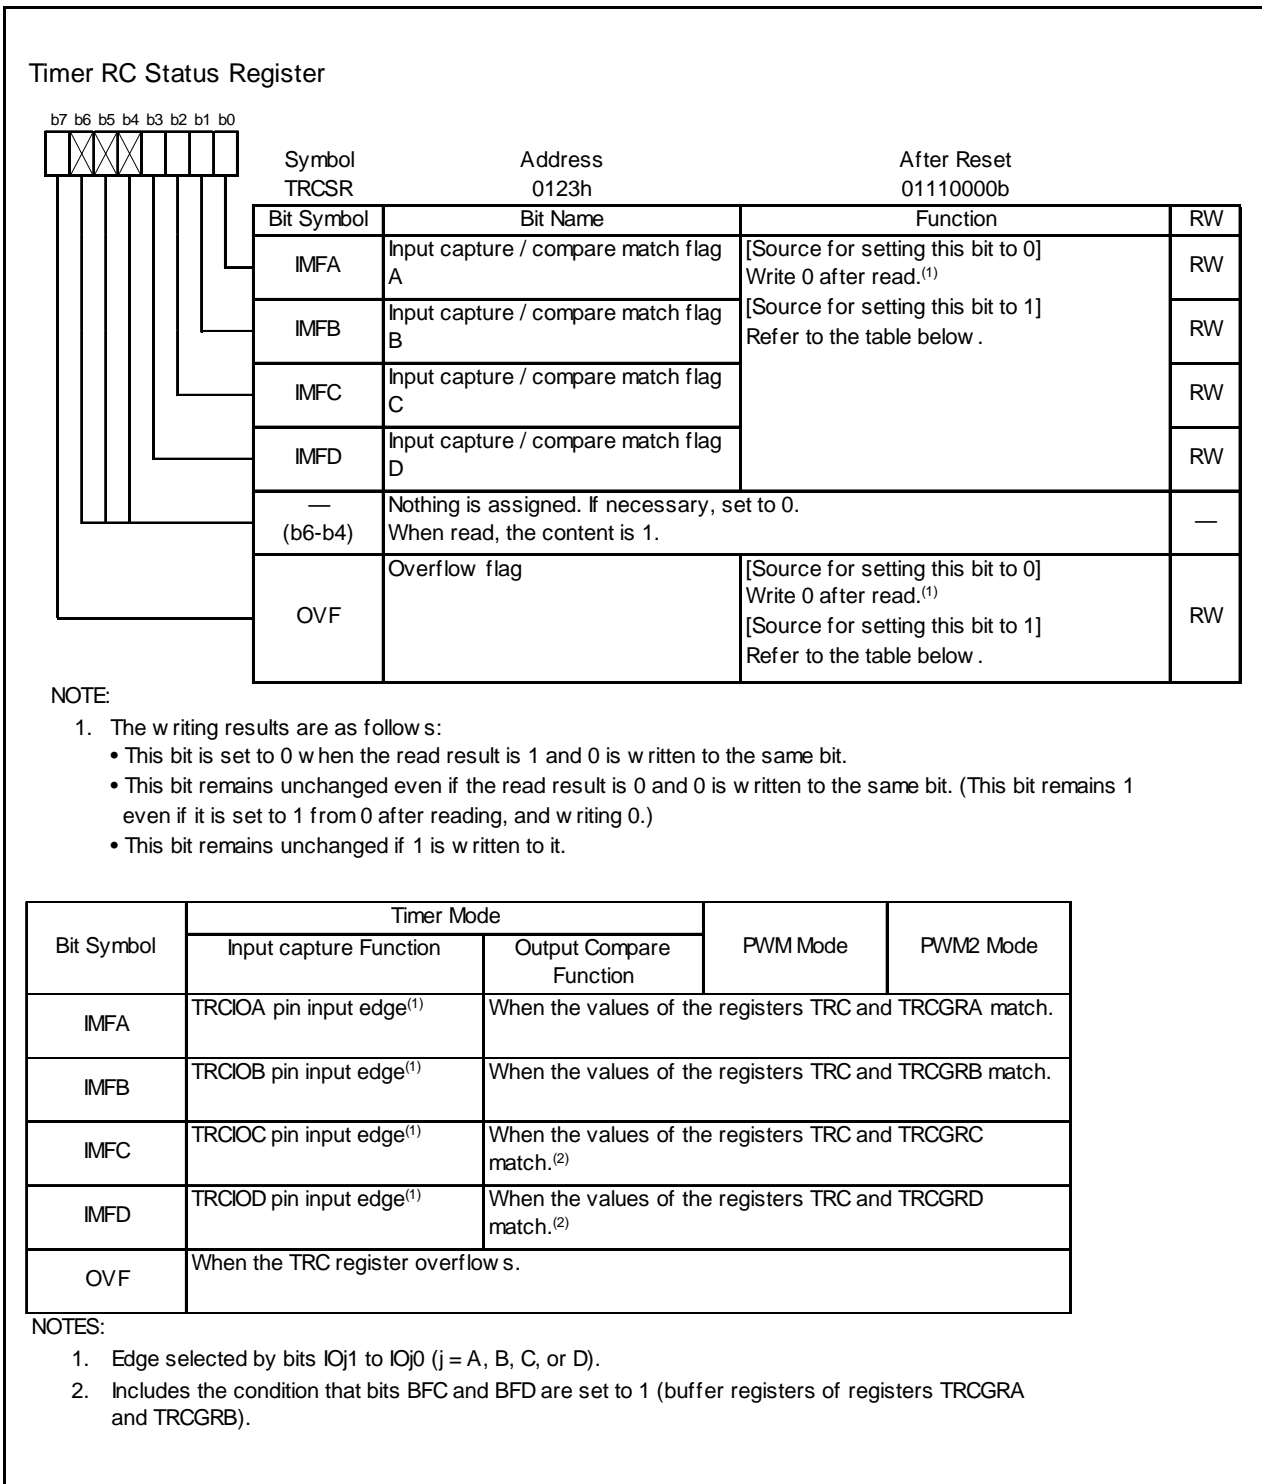 Timer RC Status Register
b7 b6 b5 b4 b3 b2 b1 b0
Symbol Address After Reset
TRCSR 0123h 01110000b
Bit Symbol Bit Name Function RW
IMFA Input capture / compare match flag A [Source for setting this bit to 0] RW
Write 0 after read.(1)
IMFB Input capture / compare match flag B [Source for setting this bit to 1] RW
Refer to the table below.
IMFC Input capture / compare match flag C RW
IMFD Input capture / compare match flag D RW
— Nothing is assigned. If necessary, set to 0. —
(b6-b4) When read, the content is 1.
OVF Overflow flag [Source for setting this bit to 0] RW
Write 0 after read.(1)
[Source for setting this bit to 1]
Refer to the table below.
NOTE:
1. The writing results are as follows:
• This bit is set to 0 when the read result is 1 and 0 is written to the same bit.
• This bit remains unchanged even if the read result is 0 and 0 is written to the same bit. (This bit remains 1
even if it is set to 1 from 0 after reading, and writing 0.)
• This bit remains unchanged if 1 is written to it.
Bit Symbol Timer Mode PWM Mode PWM2 Mode
Input capture Function Output Compare
Function
IMFA TRCIOA pin input edge(1) When the values of the registers TRC and TRCGRA match.
IMFB TRCIOB pin input edge(1) When the values of the registers TRC and TRCGRB match.
IMFC TRCIOC pin input edge(1) When the values of the registers TRC and TRCGRC
match.(2)
IMFD TRCIOD pin input edge(1) When the values of the registers TRC and TRCGRD
match.(2)
OVF When the TRC register overflows.
NOTES:
1. Edge selected by bits IOj1 to IOj0 (j = A, B, C, or D).
2. Includes the condition that bits BFC and BFD are set to 1 (buffer registers of registers TRCGRA
and TRCGRB).